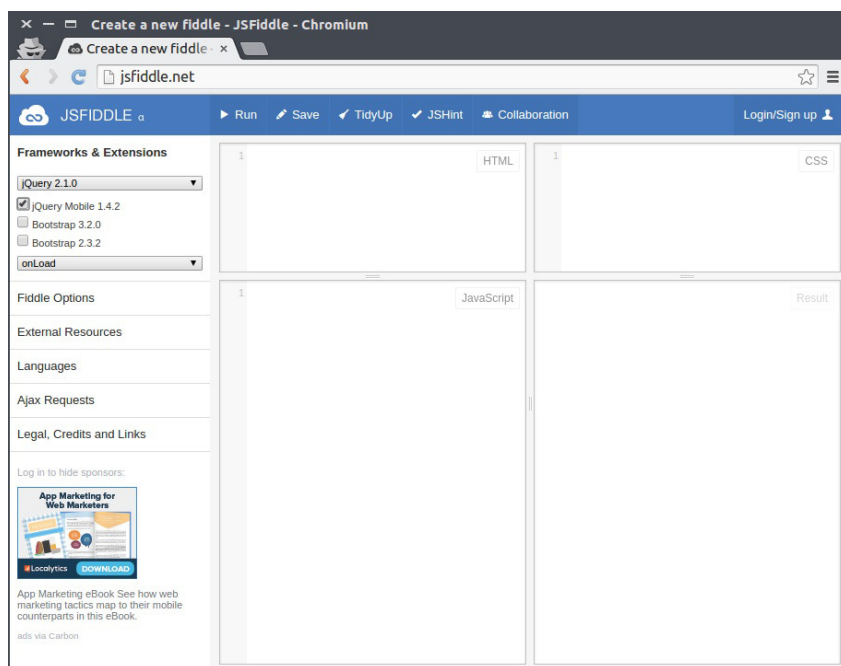 Create a new fiddle - JSFiddle - Chromium
Create a new fiddle -
jsfiddle.net
JSFIDDLE α
Run
Save
TidyUp
JSHint
Collaboration
Login/Sign up
Frameworks & Extensions
jQuery 2.1.0
jQuery Mobile 1.4.2
Bootstrap 3.2.0
Bootstrap 2.3.2
onLoad
Fiddle Options
External Resources
Languages
Ajax Requests
Legal, Credits and Links
Log in to hide sponsors:
App Marketing for
Web Marketers
Localytics
DOWNLOAD
App Marketing eBook See how web
marketing tactics map to their mobile
counterparts in this eBook.
ads via Carbon
1
HTML
1
CSS
1
JavaScript
Result